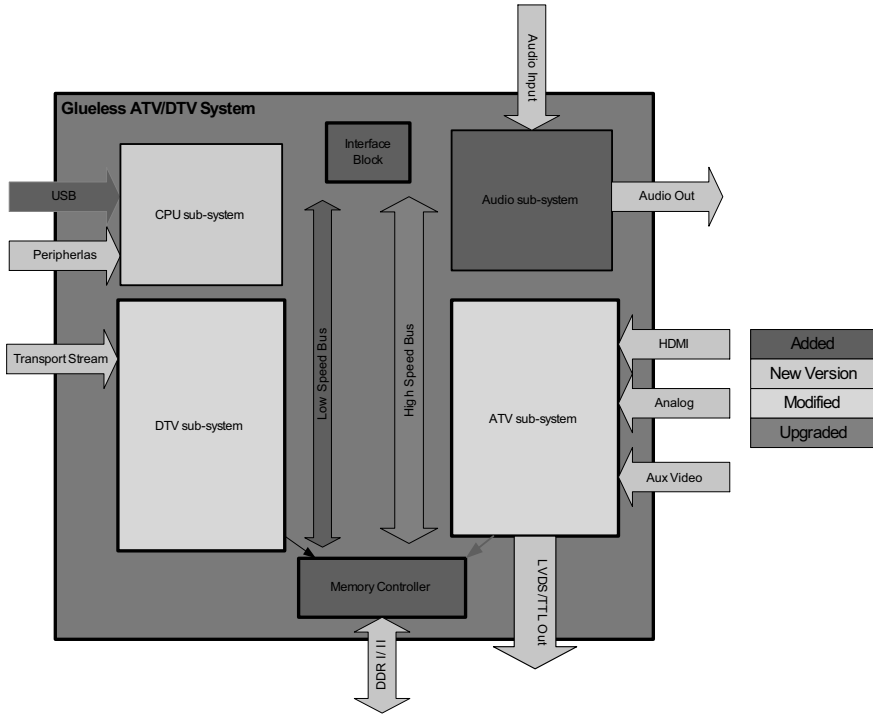 Audio Input
Glueless ATV/DTV System
Interface
Block
USB
CPU sub-system
Audio sub-system
Audio Out
Peripherlas
Transport Stream
DTV sub-system
Low Speed Bus
High Speed Bus
ATV sub-system
HDMI
Analog
Aux Video
Added
New Version
Modified
Upgraded
Memory Controller
LVDS/TTL Out
DDR I / II